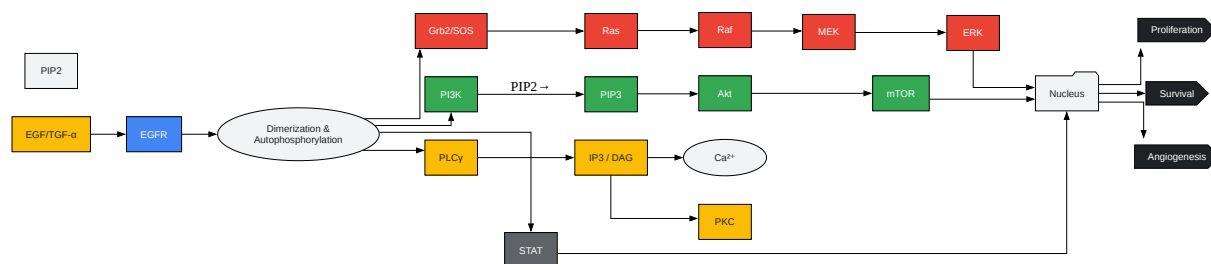 Grb2/SOS
Ras
Raf
MEK
ERK
Proliferation
PIP2
PI3K
PIP2→
PIP3
Akt
mTOR
Nucleus
Survival
EGF/TGF-α
EGFR
Dimerization &
Autophosphorylation
PLCγ
IP3 / DAG
Ca²⁺
Angiogenesis
PKC
STAT